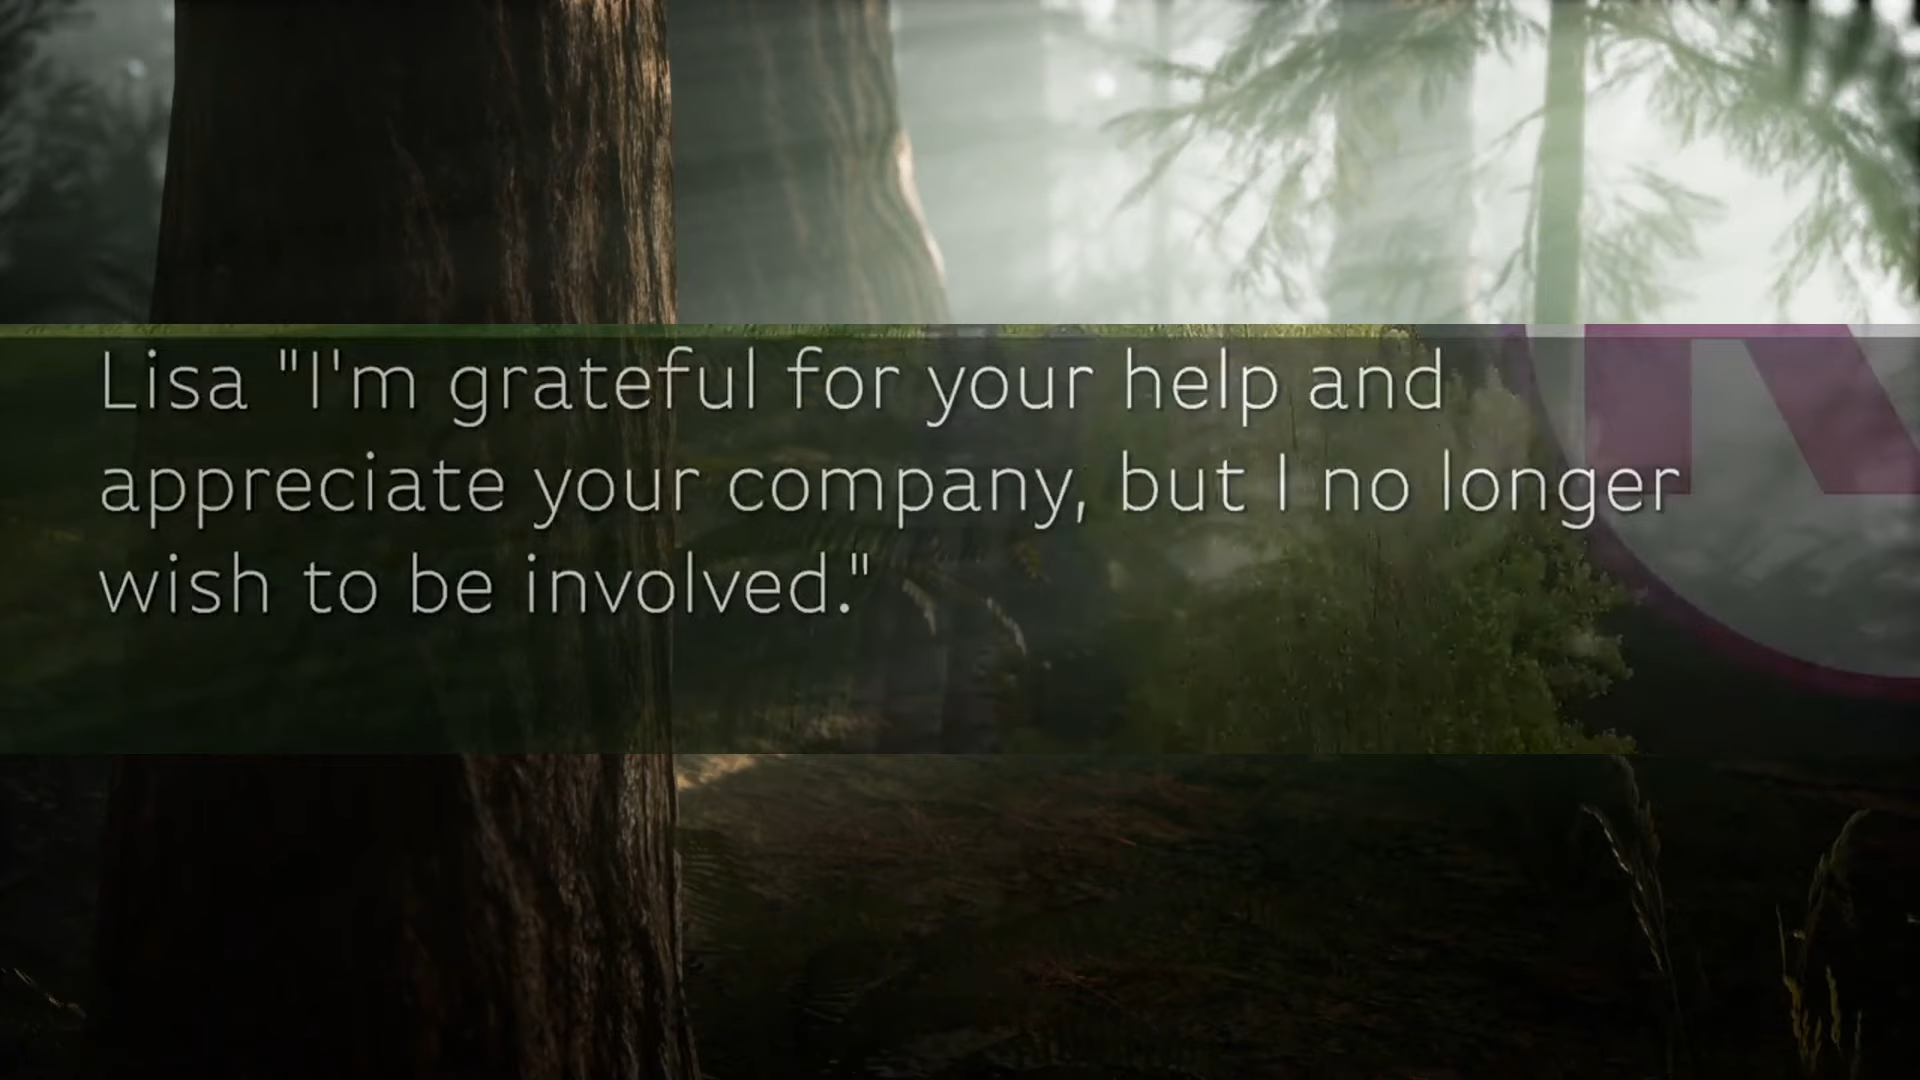 Lisa "I'm grateful for your help and
appreciate your company, but I no longer
wish to be involved."